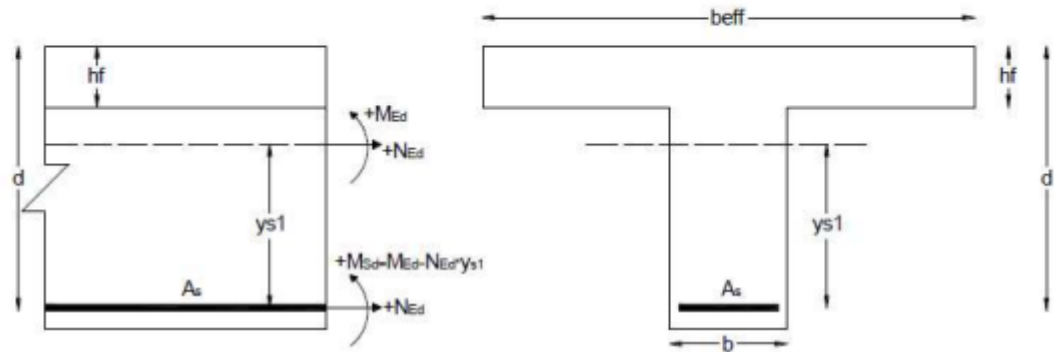 beff
hf
hf
+MEd
+NEd
d
d
ys1
ys1
+MSd=MEd-NEd*ys1
As
As
+NEd
b